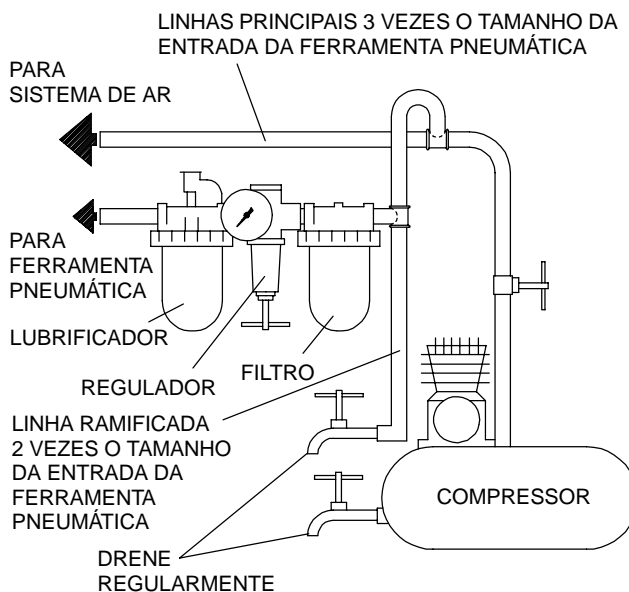 LINHAS PRINCIPAIS 3 VEZES O TAMANHO DA
ENTRADA DA FERRAMENTA PNEUMÁTICA
PARA
SISTEMA DE AR
PARA
FERRAMENTA
PNEUMÁTICA
LUBRIFICADOR
REGULADOR
FILTRO
LINHA RAMIFICADA
2 VEZES O TAMANHO
DA ENTRADA DA
FERRAMENTA
PNEUMÁTICA
COMPRESSOR
DRENE
REGULARMENTE